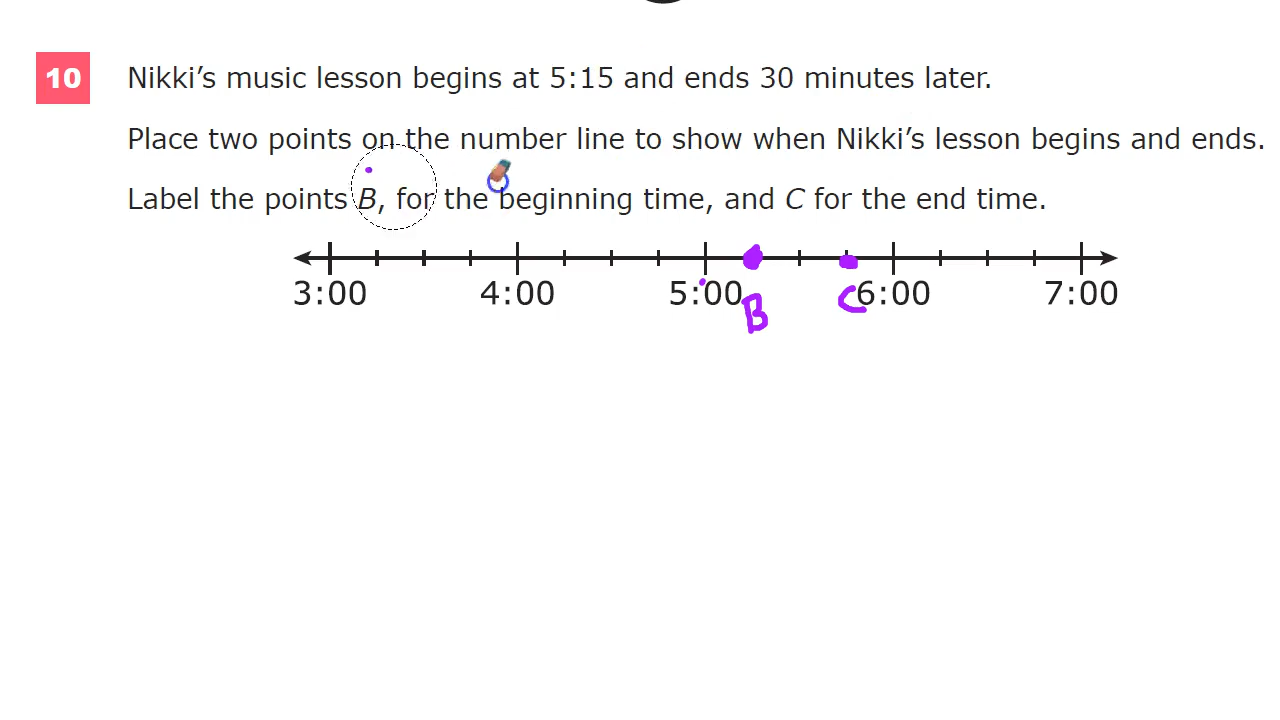 10 Nikki’s music lesson begins at 5:15 and ends 30 minutes later.
Place two points on the number line to show when Nikki’s lesson begins and ends.
Label the points B, for the beginning time, and C for the end time.
3:00 4:00 5:00 6:00 7:00
B C